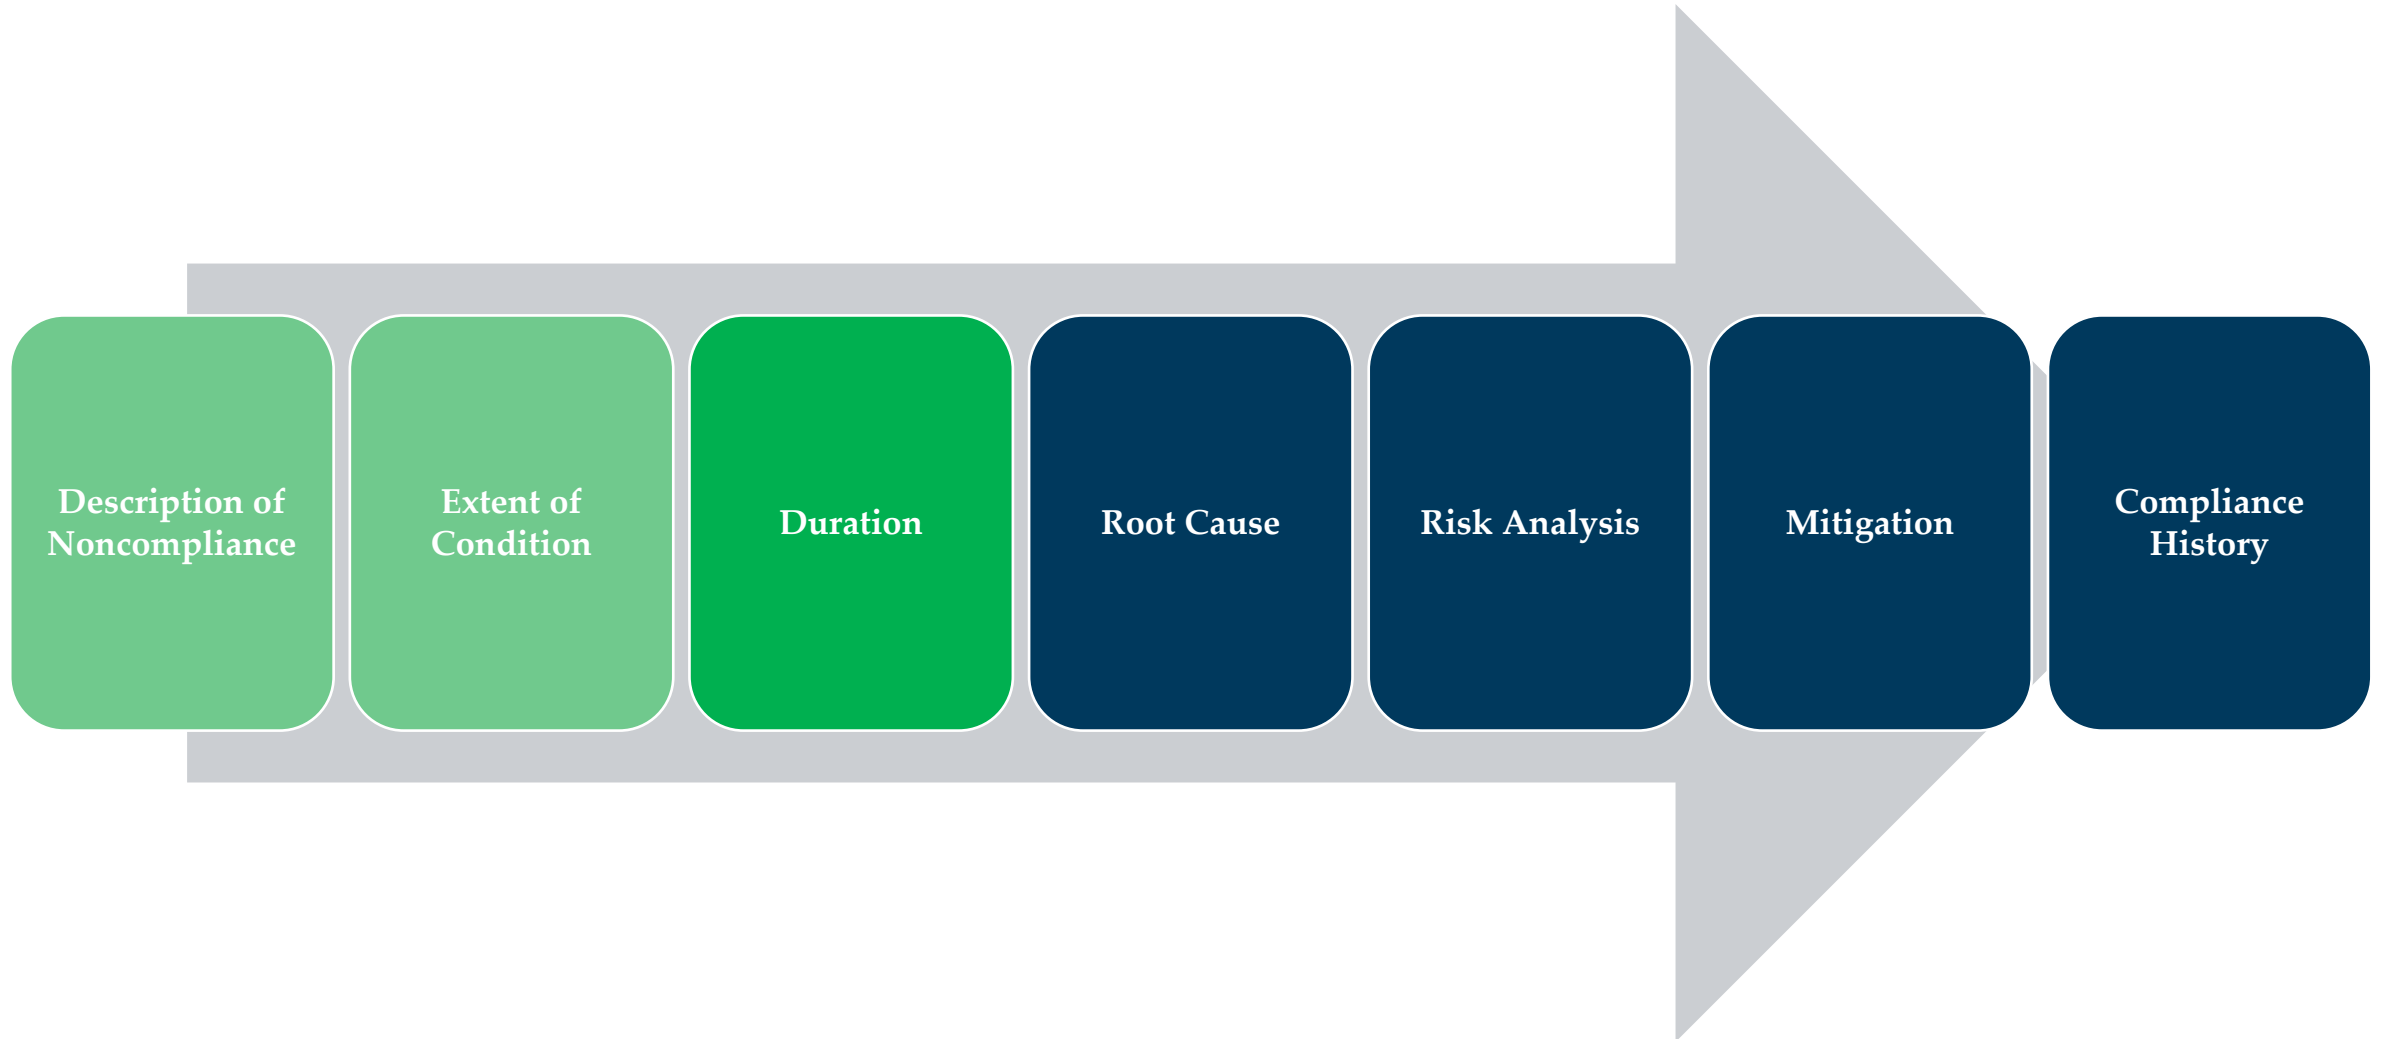 Description of
Noncompliance
Extent of
Condition
Duration
Root Cause
Risk Analysis
Mitigation
Compliance
History